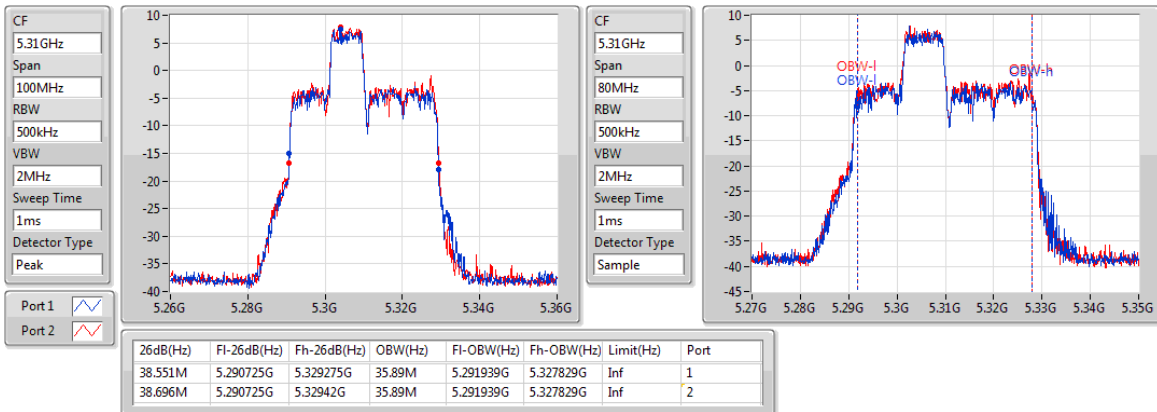 CF
5.31GHz
Span
100MHz
RBW
500kHz
VBW
2MHz
Sweep Time
1ms
Detector Type
Peak
Port 1
Port 2
10
5
0
-5
-10
-15
-20
-25
-30
-35
-40
5.26G 5.28G 5.3G 5.32G 5.34G 5.36G
CF
5.31GHz
Span
80MHz
RBW
500kHz
VBW
2MHz
Sweep Time
1ms
Detector Type
Sample
10
5
0
-5
-10
-15
-20
-25
-30
-35
-40
-45
OBW-l
OBW-l
OBW-h
OBW-h
5.27G 5.28G 5.29G 5.3G 5.31G 5.32G 5.33G 5.34G 5.35G
26dB(Hz) Fl-26dB(Hz) Fh-26dB(Hz) OBW(Hz) Fl-OBW(Hz) Fh-OBW(Hz) Limit(Hz) Port
38.551M 5.290725G 5.329275G 35.89M 5.291939G 5.327829G Inf 1
38.696M 5.290725G 5.32942G 35.89M 5.291939G 5.327829G Inf 2